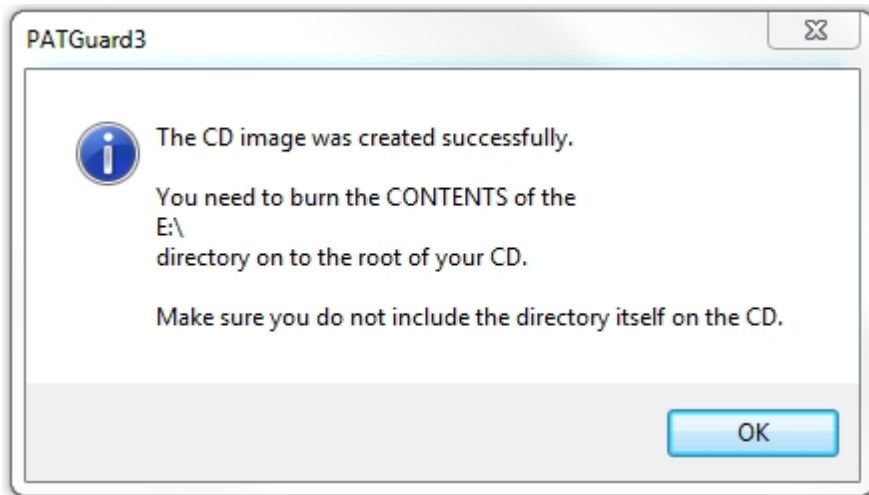 PATGuard3
The CD image was created successfully.
You need to burn the CONTENTS of the
E:\
directory on to the root of your CD.
Make sure you do not include the directory itself on the CD.
OK